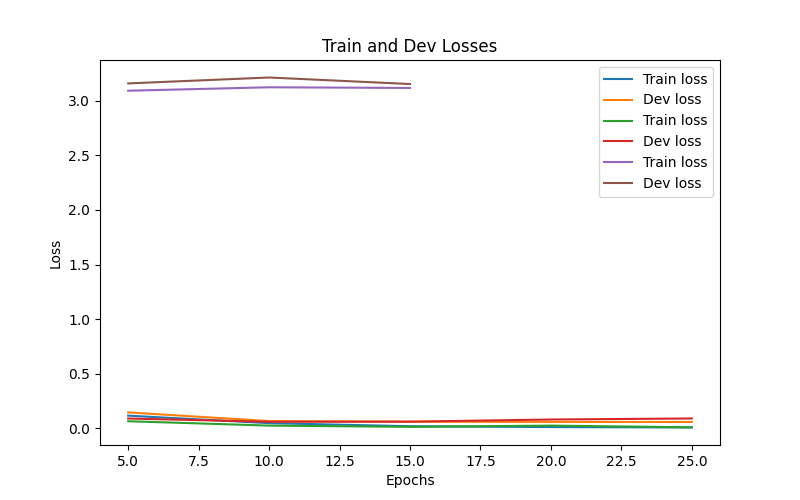 Train and Dev Losses
Train loss
Dev loss
Train loss
Dev loss
Train loss
Dev loss
Loss
3.0
2.5
2.0
1.5
1.0
0.5
0.0
5.0 7.5 10.0 12.5 15.0 17.5 20.0 22.5 25.0
Epochs